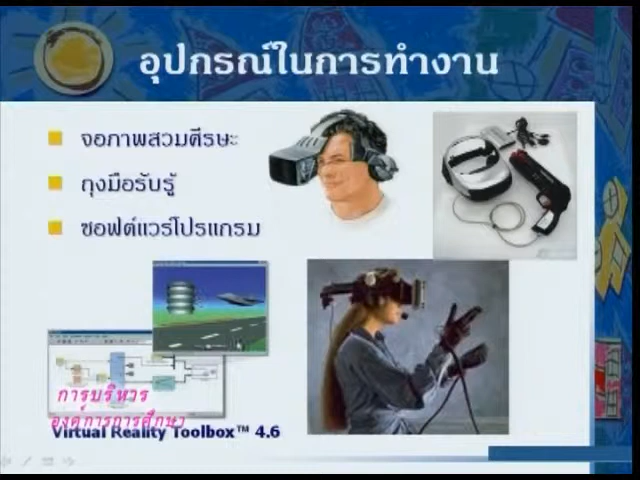 อุปกรณ์ในการทำงาน
จอภาพสวมศีรษะ
ถุงมือรับรู้
ซอฟต์แวร์โปรแกรม
การบริหาร
องค์การการศึกษา
Virtual Reality Toolbox™ 4.6